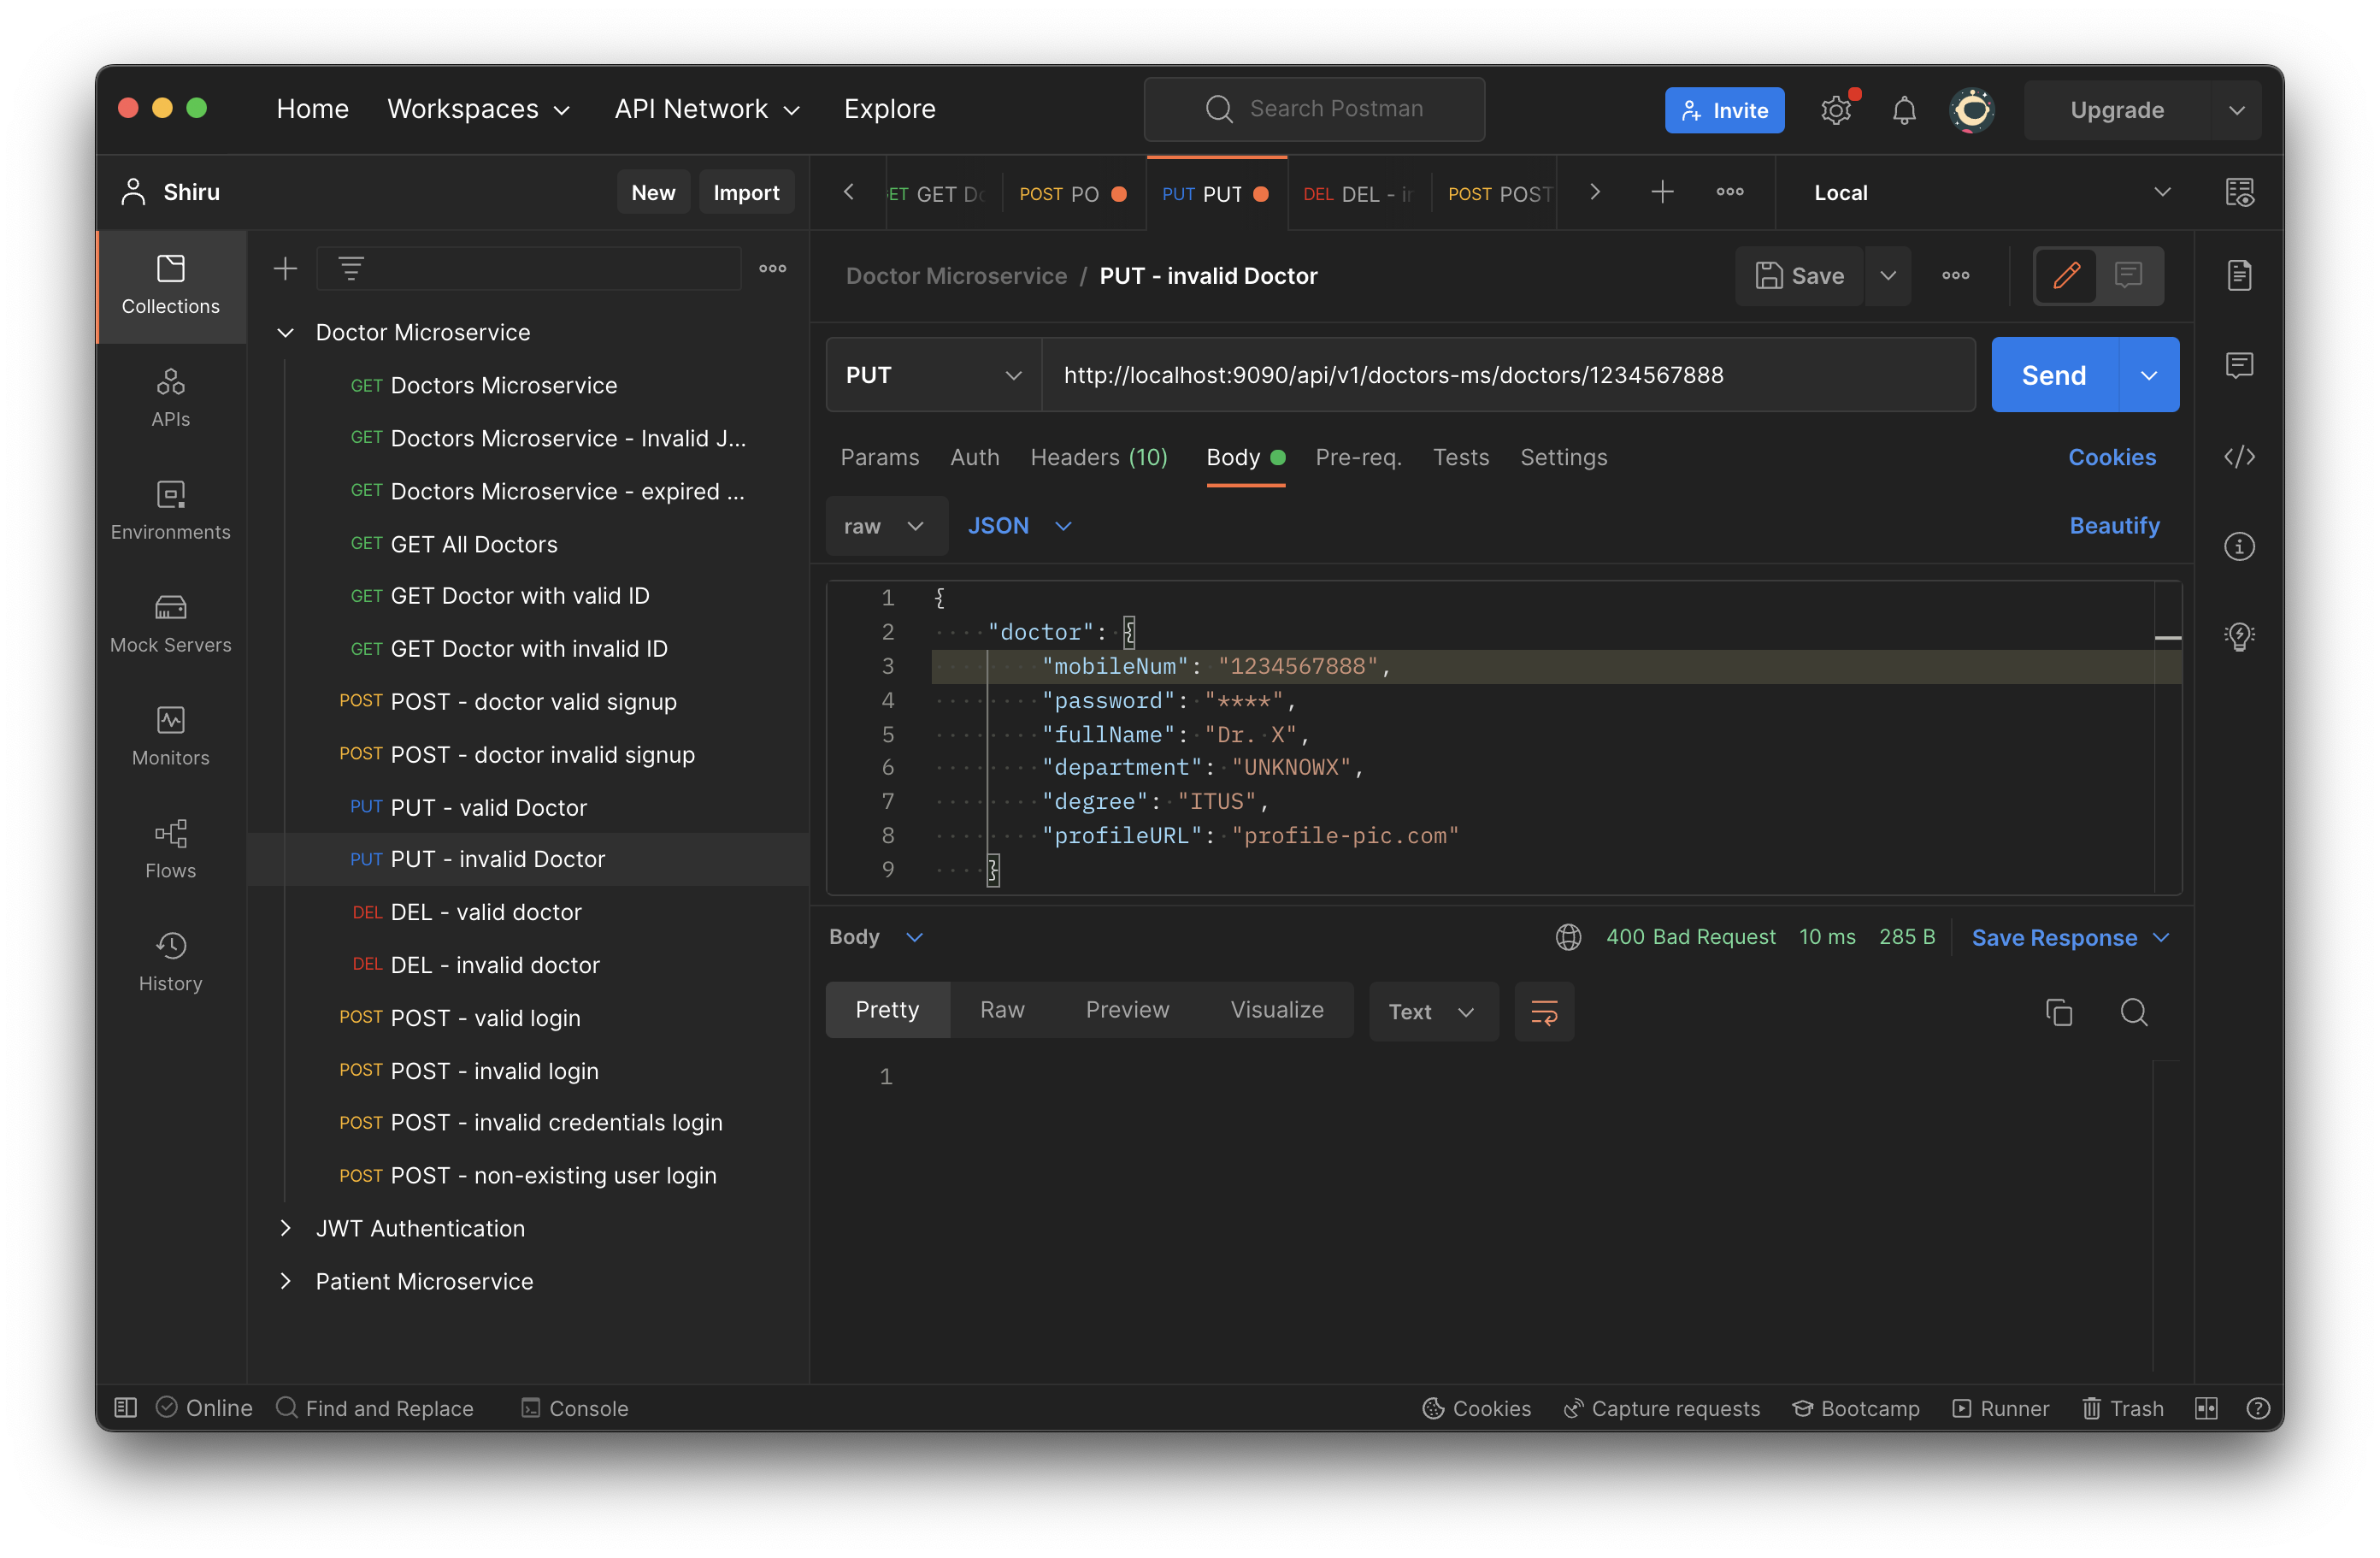 Home Workspaces API Network Explore Search Postman Invite Upgrade
Shiru New Import
GET Do POST PO PUT PUT DEL DEL - in POST POST Local
Collections
APIs
Environments
Mock Servers
Monitors
Flows
History
Doctor Microservice
GET Doctors Microservice
GET Doctors Microservice - Invalid J...
GET Doctors Microservice - expired ...
GET GET All Doctors
GET GET Doctor with valid ID
GET GET Doctor with invalid ID
POST POST - doctor valid signup
POST POST - doctor invalid signup
PUT PUT - valid Doctor
PUT PUT - invalid Doctor
DEL DEL - valid doctor
DEL DEL - invalid doctor
POST POST - valid login
POST POST - invalid login
POST POST - invalid credentials login
POST POST - non-existing user login
JWT Authentication
Patient Microservice
Doctor Microservice / PUT - invalid Doctor Save
PUT http://localhost:9090/api/v1/doctors-ms/doctors/1234567888 Send
Params Auth Headers (10) Body Pre-req. Tests Settings Cookies
raw JSON Beautify
1 {
2 "doctor": {
3 "mobileNum": "1234567888",
4 "password": "****",
5 "fullName": "Dr. X",
6 "department": "UNKNOWX",
7 "degree": "ITUS",
8 "profileURL": "profile-pic.com"
9 }
Body 400 Bad Request 10 ms 285 B Save Response
Pretty Raw Preview Visualize Text
1
Online Find and Replace Console Cookies Capture requests Bootcamp Runner Trash